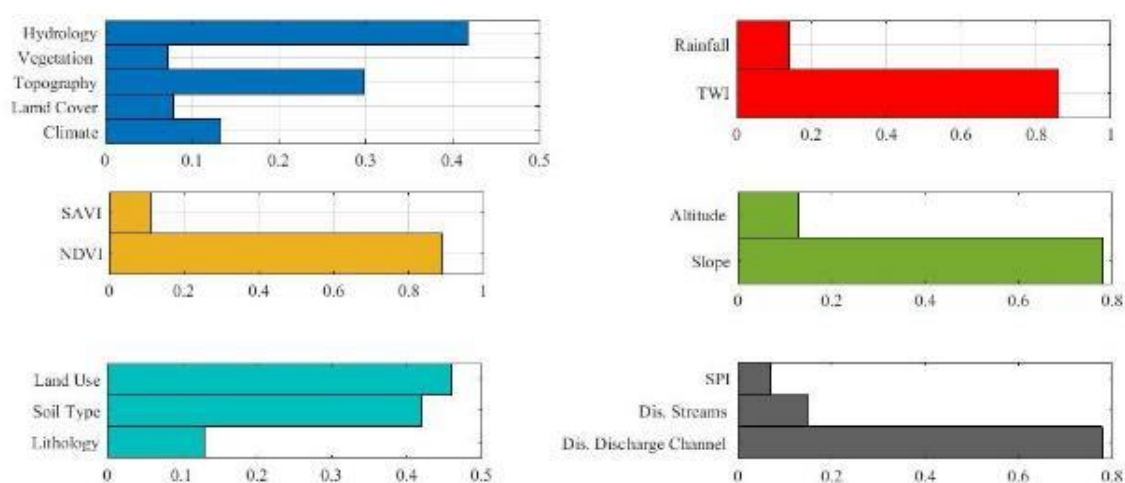 Hydrology
Vegetation
Topography
Lamd Cover
Climate
0 0.1 0.2 0.3 0.4 0.5
Rainfall
TWI
0 0.2 0.4 0.6 0.8 1
SAVI
NDVI
0 0.2 0.4 0.6 0.8 1
Altitude
Slope
0 0.2 0.4 0.6 0.8
Land Use
Soil Type
Lithology
0 0.1 0.2 0.3 0.4 0.5
SPI
Dis. Streams
Dis. Discharge Channel
0 0.2 0.4 0.6 0.8